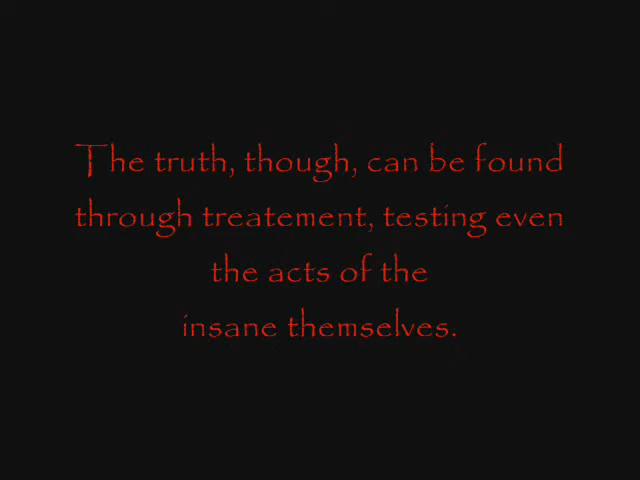 The truth, though, can be found
through treatement, testing even
the acts of the
insane themselves.